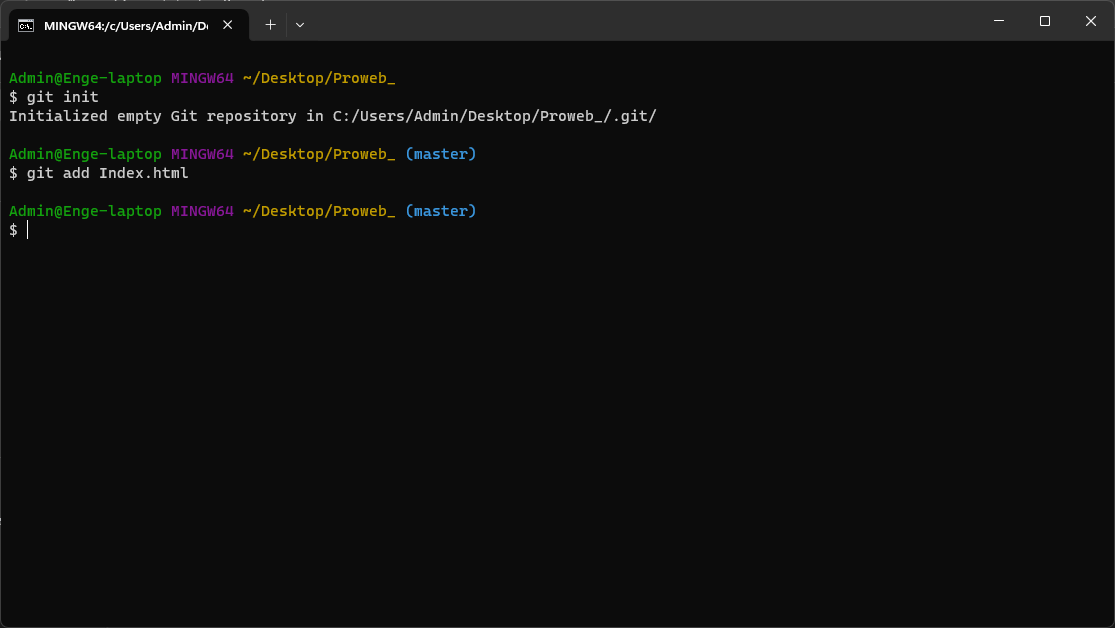 MINGW64:/c/Users/Admin/De
Admin@Enge-laptop MINGW64 ~/Desktop/Proweb_
$ git init
Initialized empty Git repository in C:/Users/Admin/Desktop/Proweb_/.git/
Admin@Enge-laptop MINGW64 ~/Desktop/Proweb_ (master)
$ git add Index.html
Admin@Enge-laptop MINGW64 ~/Desktop/Proweb_ (master)
$